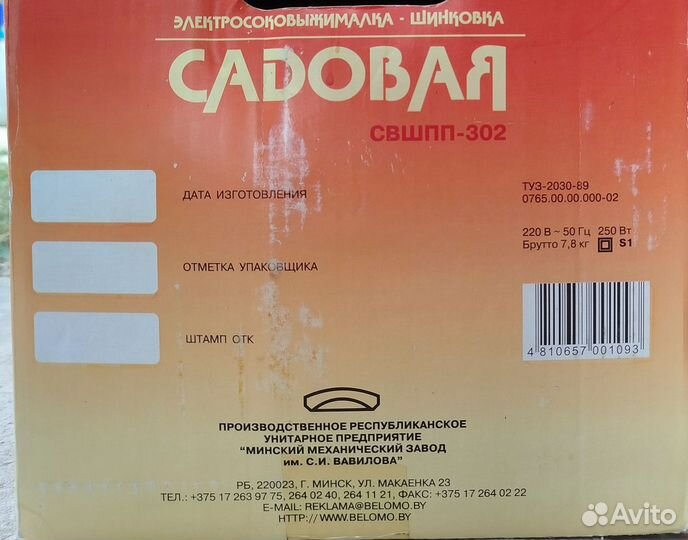 ЭЛЕКТРОСОКОВЫЖИМАЛКА - ШИНКОВКА
САДОВАЯ
СВШПП-302
ДАТА ИЗГОТОВЛЕНИЯ
ТУЗ-2030-89
0765.00.00.000-02
220 В ~ 50 Гц 250 Вт
Брутто 7,8 кг S1
ОТМЕТКА УПАКОВЩИКА
ШТАМП ОТК
4 810657 001093
ПРОИЗВОДСТВЕННОЕ РЕСПУБЛИКАНСКОЕ
УНИТАРНОЕ ПРЕДПРИЯТИЕ
"МИНСКИЙ МЕХАНИЧЕСКИЙ ЗАВОД
им. С.И. ВАВИЛОВА"
РБ, 220023, Г. МИНСК, УЛ. МАКАЕНКА 23
ТЕЛ.: +375 17 263 97 75, 264 02 40, 264 11 21, ФАКС: +375 17 264 02 22
E-MAIL: REKLAMA@BELOMO.BY
HTTP://WWW.BELOMO.BY
Avito